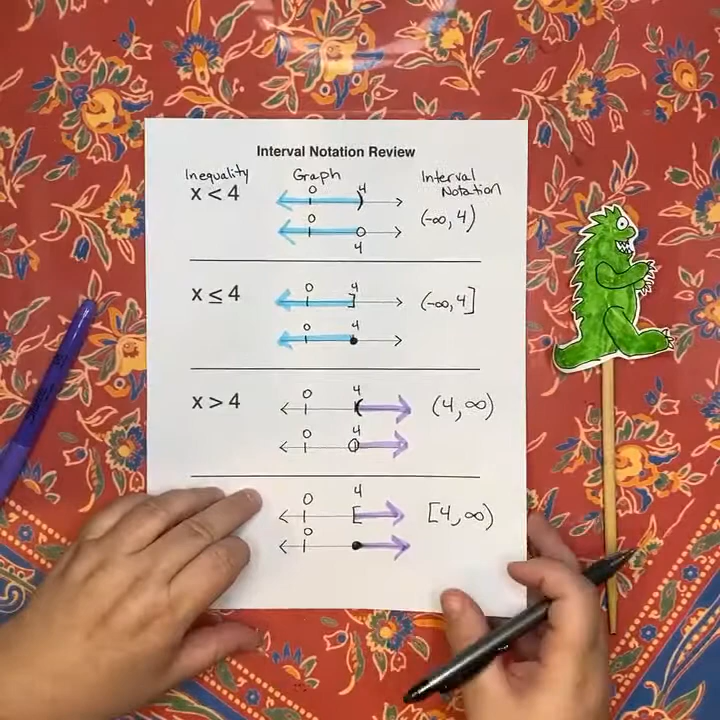 Interval Notation Review
Inequality Graph Interval Notation
x < 4
0 4
(-∞, 4)
0
4
x ≤ 4
0 4
(-∞, 4]
0 4
x > 4
0 4
(4, ∞)
0 4
0 4
[4, ∞)
0